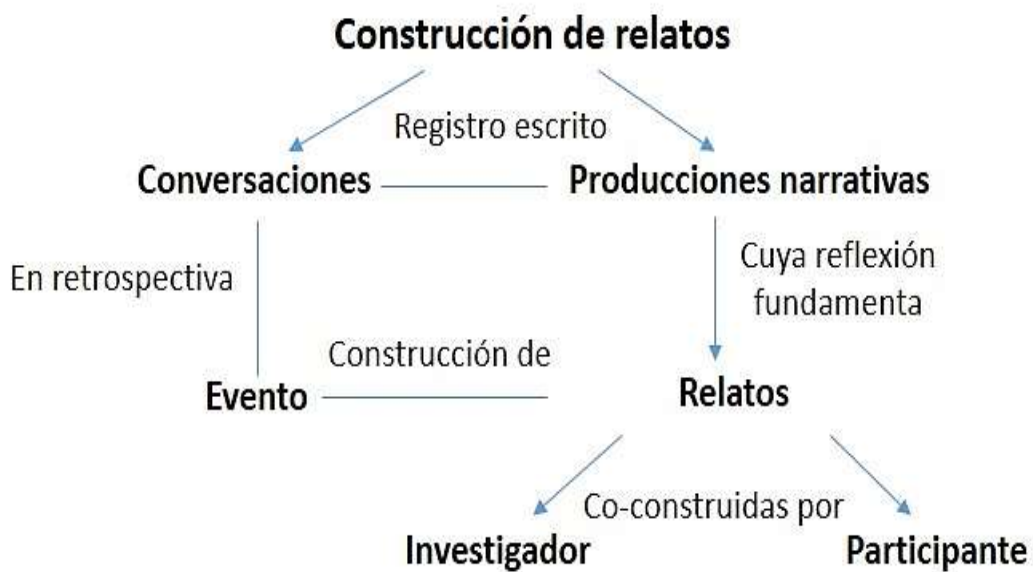 Construcción de relatos
Registro escrito
Conversaciones
Producciones narrativas
En retrospectiva
Cuya reflexión
fundamenta
Construcción de
Evento
Relatos
Co-construidas por
Investigador
Participante